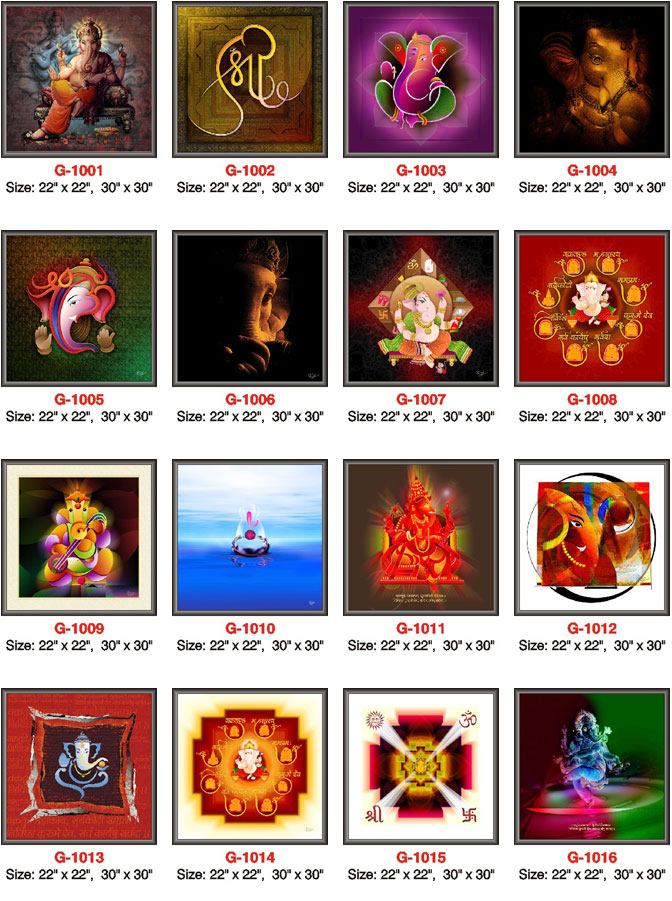 G-1001 G-1002 G-1003 G-1004
Size: 22" x 22", 30" x 30" Size: 22" x 22", 30" x 30" Size: 22" x 22", 30" x 30" Size: 22" x 22", 30" x 30"
ॐ
G-1005 G-1006 G-1007 G-1008
Size: 22" x 22", 30" x 30" Size: 22" x 22", 30" x 30" Size: 22" x 22", 30" x 30" Size: 22" x 22", 30" x 30"
G-1009 G-1010 G-1011 G-1012
Size: 22" x 22", 30" x 30" Size: 22" x 22", 30" x 30" Size: 22" x 22", 30" x 30" Size: 22" x 22", 30" x 30"
ॐ
श्री
G-1013 G-1014 G-1015 G-1016
Size: 22" x 22", 30" x 30" Size: 22" x 22", 30" x 30" Size: 22" x 22", 30" x 30" Size: 22" x 22", 30" x 30"